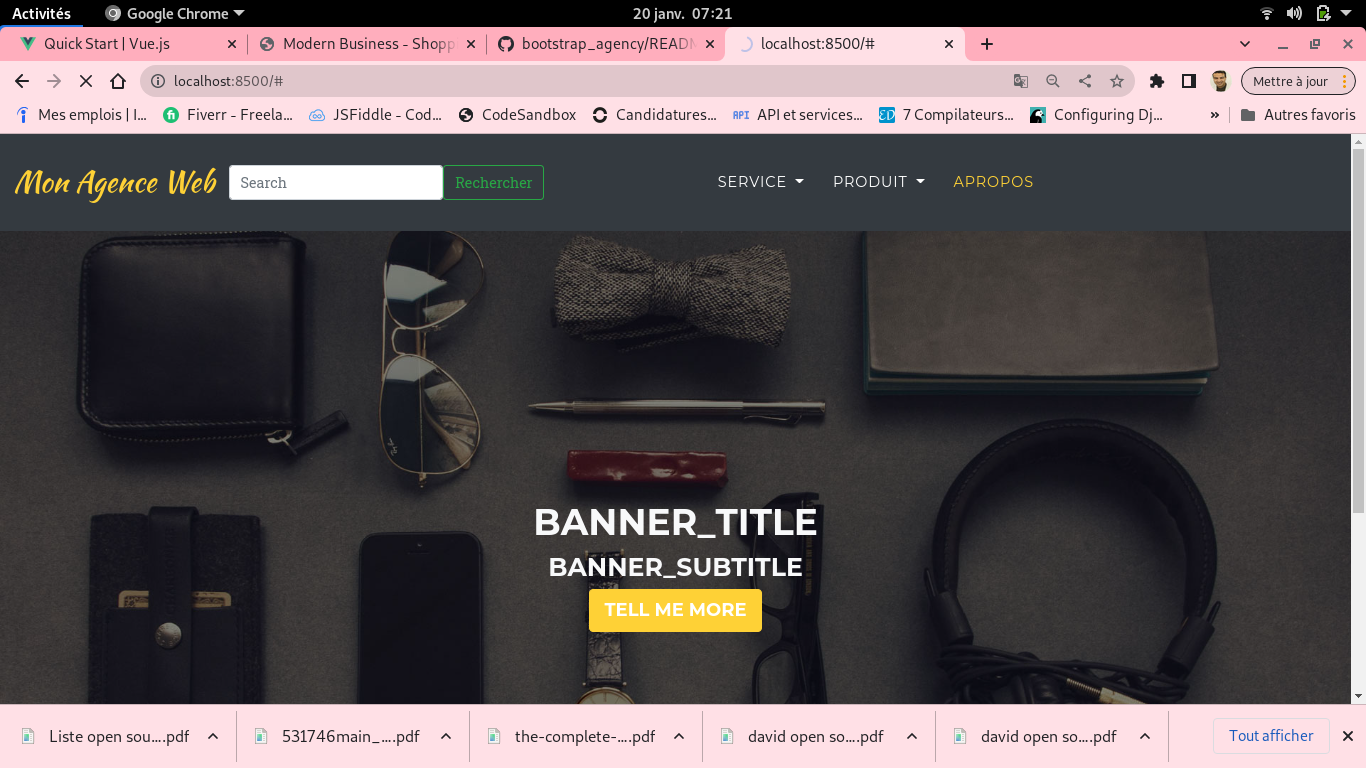 Activités Google Chrome 20 janv. 07:21
Quick Start | Vue.js Modern Business - Shopp bootstrap_agency/READM localhost:8500/#
localhost:8500/# Mettre à jour
Mes emplois | I... Fiverr - Freela... JSFiddle - Cod... CodeSandbox Candidatures... API API et services... ED 7 Compilateurs... Configuring Dj... » Autres favoris
Mon Agence Web Search Rechercher SERVICE PRODUIT APROPOS
BANNER_TITLE
BANNER_SUBTITLE
TELL ME MORE
Liste open sou....pdf 531746main_....pdf the-complete-....pdf david open so....pdf david open so....pdf Tout afficher